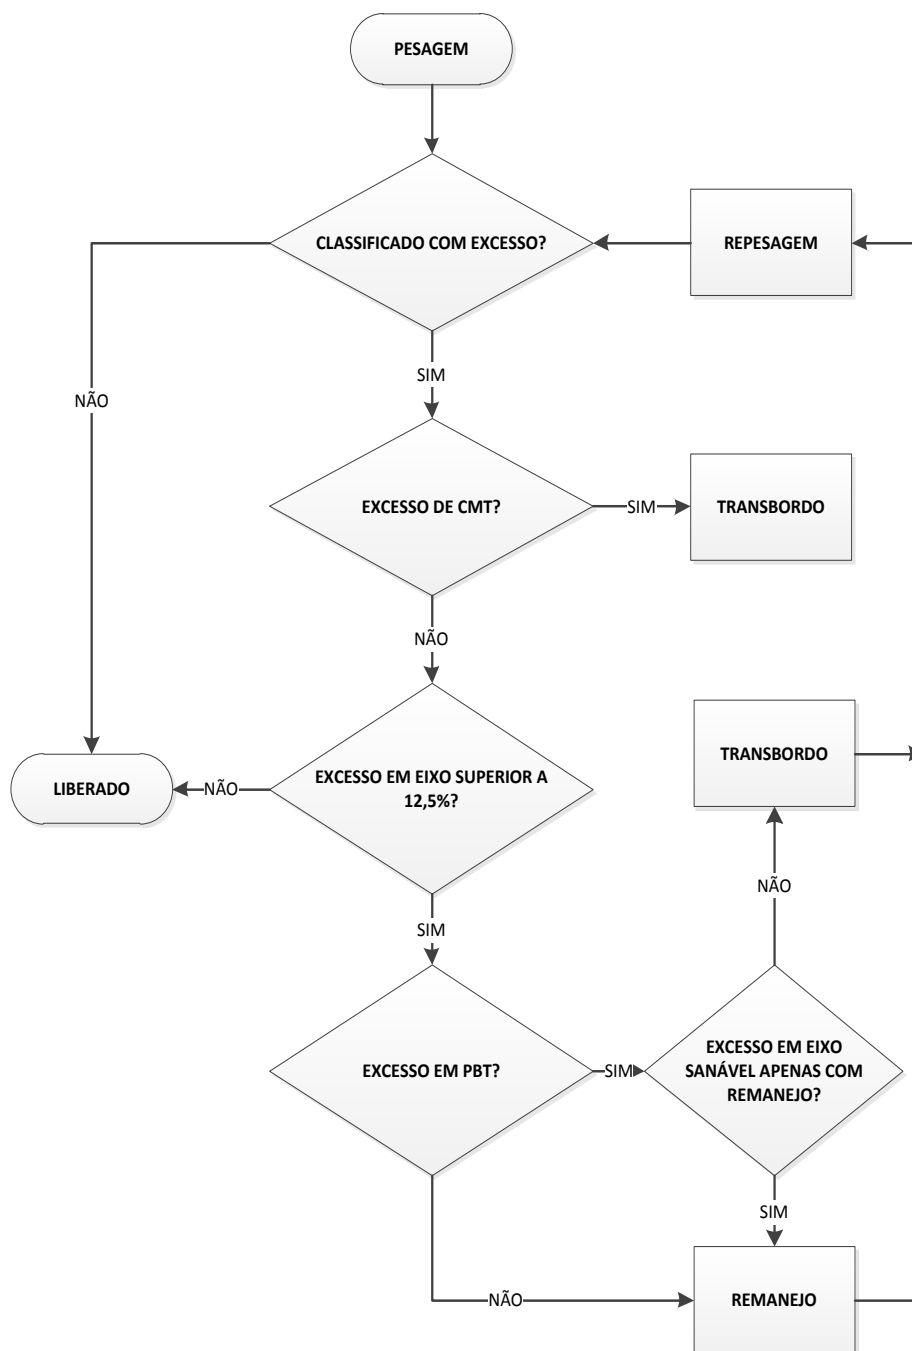 PESAGEM
CLASSIFICADO COM EXCESSO?
REPESAGEM
SIM
NÃO
EXCESSO DE CMT?
SIM
TRANSBORDO
NÃO
EXCESSO EM EIXO SUPERIOR A
12,5%?
NÃO
LIBERADO
TRANSBORDO
NÃO
SIM
EXCESSO EM PBT?
SIM
EXCESSO EM EIXO
SANÁVEL APENAS COM
REMANEJO?
SIM
NÃO
REMANEJO